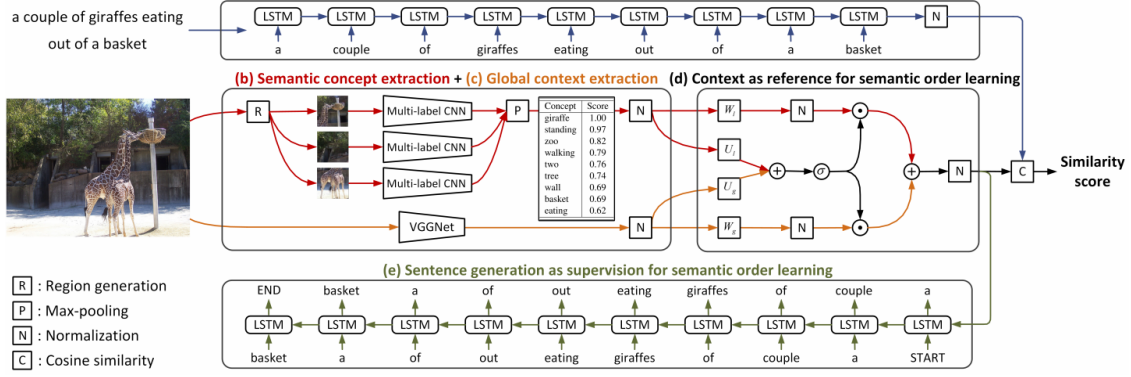 a couple of giraffes eating
out of a basket
LSTM LSTM LSTM LSTM LSTM LSTM LSTM LSTM LSTM N
a couple of giraffes eating out of a basket
(b) Semantic concept extraction + (c) Global context extraction
(d) Context as reference for semantic order learning
R
Multi-label CNN
Multi-label CNN
Multi-label CNN
P
Concept Score
giraffe 1.00
standing 0.97
zoo 0.82
walking 0.79
two 0.76
tree 0.74
wall 0.69
basket 0.69
eating 0.62
N
VGGNet
N
W_l N
U_l
+ σ
U_g
W_g N
+ N C
Similarity
score
(e) Sentence generation as supervision for semantic order learning
END basket a of out eating giraffes of couple a
LSTM LSTM LSTM LSTM LSTM LSTM LSTM LSTM LSTM LSTM
basket a of out eating giraffes of couple a START
R : Region generation
P : Max-pooling
N : Normalization
C : Cosine similarity